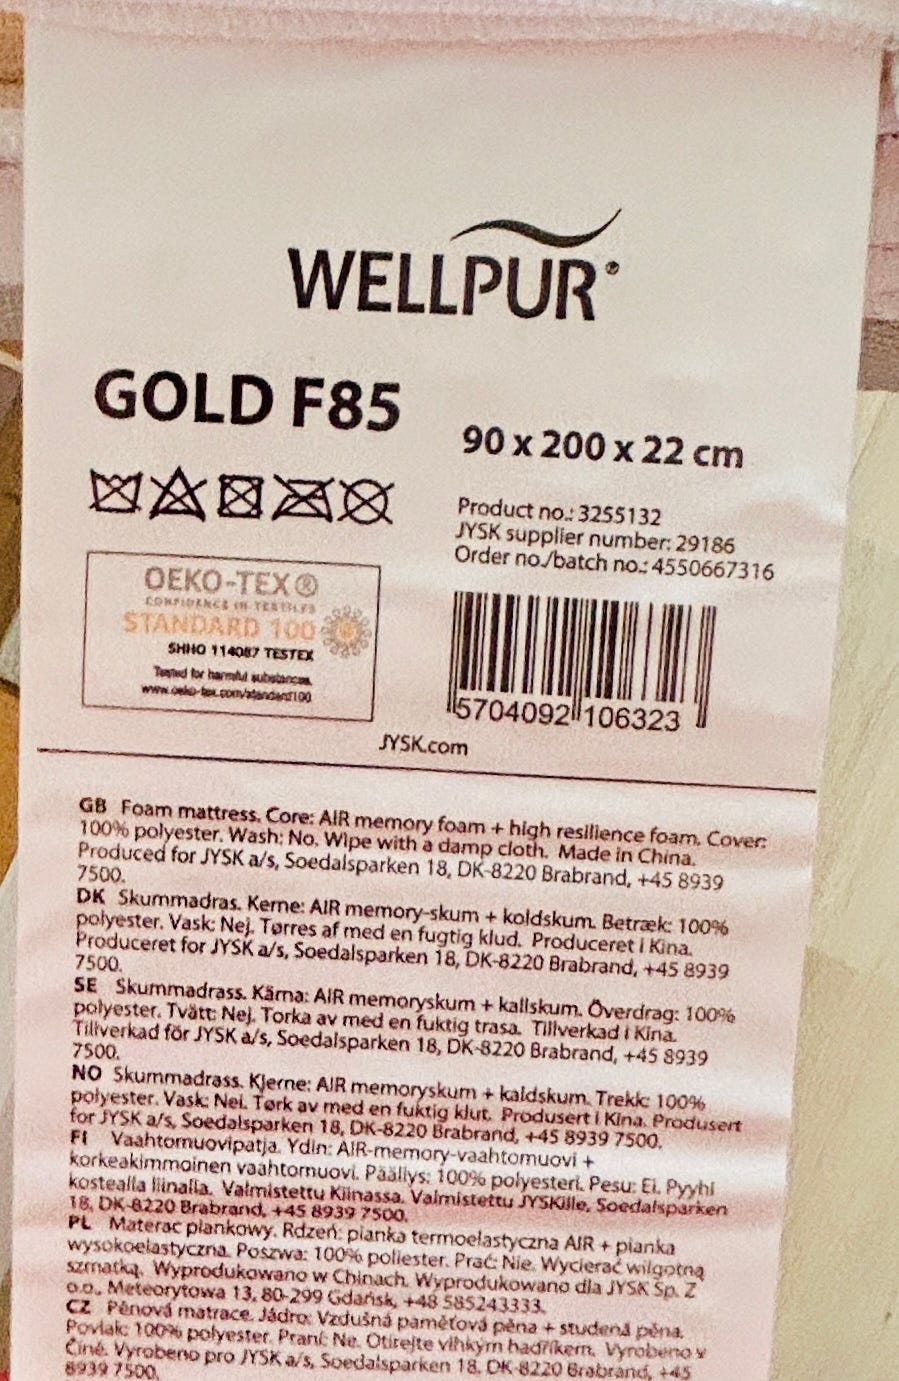 WELLPUR®
GOLD F85
90 x 200 x 22 cm
Product no.: 3255132
JYSK supplier number: 29186
Order no./batch no.: 4550667316
OEKO-TEX®
CONFIDENCE IN TEXTILES
STANDARD 100
SHHO 114087 TESTEX
Tested for harmful substances.
www.oeko-tex.com/standard100
5704092 106323
JYSK.com
GB Foam mattress. Core: AIR memory foam + high resilience foam. Cover:
100% polyester. Wash: No. Wipe with a damp cloth. Made in China.
Produced for JYSK a/s, Soedalsparken 18, DK-8220 Brabrand, +45 8939
7500.
DK Skummadras. Kerne: AIR memory-skum + koldskum. Betræk: 100%
polyester. Vask: Nej. Tørres af med en fugtig klud. Produceret i Kina.
Produceret for JYSK a/s, Soedalsparken 18, DK-8220 Brabrand, +45 8939
7500.
SE Skummadrass. Kärna: AIR memoryskum + kallskum. Överdrag: 100%
polyester. Tvätt: Nej. Torka av med en fuktig trasa. Tillverkad i Kina.
Tillverkad för JYSK a/s, Soedalsparken 18, DK-8220 Brabrand, +45 8939
7500.
NO Skummadrass. Kjerne: AIR memoryskum + kaldskum. Trekk: 100%
polyester. Vask: Nei. Tørk av med en fuktig klut. Produsert i Kina. Produsert
for JYSK a/s, Soedalsparken 18, DK-8220 Brabrand, +45 8939 7500.
FI Vaahtomuovipatja. Ydin: AIR-memory-vaahtomuovi +
korkeakimmoinen vaahtomuovi. Päällys: 100% polyesteri. Pesu: Ei. Pyyhi
kostealla liinalla. Valmistettu Kiinassa. Valmistettu JYSKille, Soedalsparken
18, DK-8220 Brabrand, +45 8939 7500.
PL Materac piankowy. Rdzeń: pianka termoelastyczna AIR + pianka
wysokoelastyczna. Poszwa: 100% poliester. Prać: Nie. Wycierać wilgotną
szmatką. Wyprodukowano w Chinach. Wyprodukowano dla JYSK Sp. Z
o.o., Meteorytowa 13, 80-299 Gdańsk, +48 585243333.
CZ Pěnová matrace. Jádro: Vzdušná paměťová pěna + studená pěna.
Povlak: 100% polyester. Praní: Ne. Otírejte vlhkým hadříkem. Vyrobeno v
Číně. Vyrobeno pro JYSK a/s, Soedalsparken 18, DK-8220 Brabrand, +45
8939 7500.